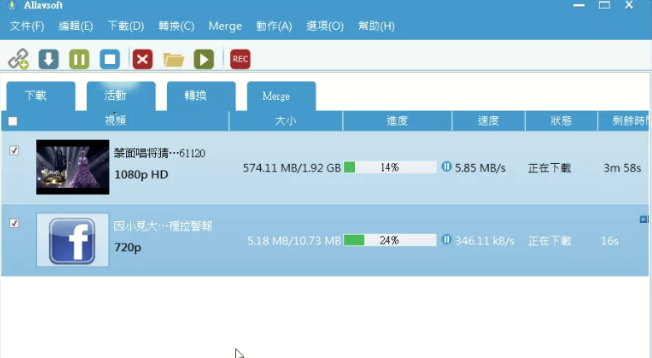 Allavsoft
文件(F) 編輯(E) 下載(D) 轉換(C) Merge 動作(A) 選項(O) 幫助(H)
REC
下載 活動 轉換 Merge
視頻 大小 進度 速度 狀態 剩餘時間
蒙面唱将猜…61120
1080p HD 574.11 MB/1.92 GB 14% 5.85 MB/s 正在下載 3m 58s
因小見大…裡拉警報
720p 5.18 MB/10.73 MB 24% 346.11 kB/s 正在下載 16s